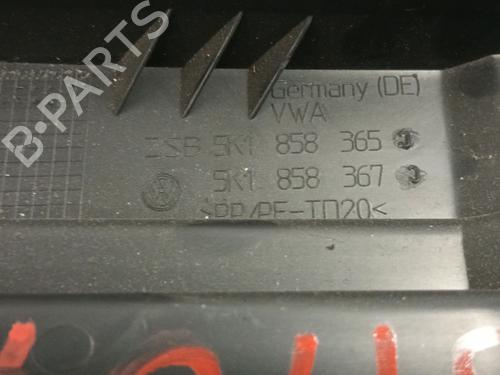 Germany (DE)
VWA
ZSB 5K1 858 365
5K1 858 367
>PP/PE-TD20<
B-PARTS